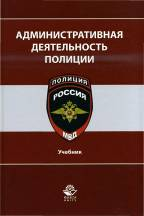 АДМИНИСТРАТИВНАЯ
ДЕЯТЕЛЬНОСТЬ
ПОЛИЦИИ
ПОЛИЦИЯ
РОССИЯ
МВД
Учебник